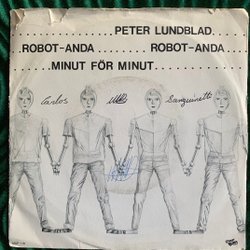 ............PETER LUNDBLAD.....
.ROBOT-ANDA........ROBOT-ANDA.....
.....MINUT FÖR MINUT............
Carlos Sanguinetti